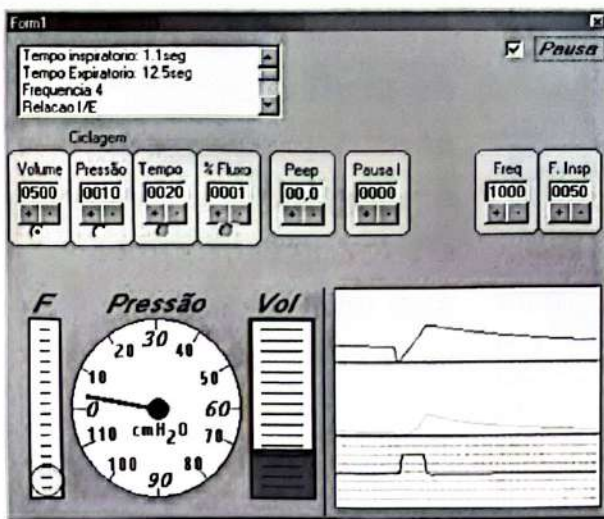 Form1
Tempo inspiratorio: 1.1seg
Tempo Expiratorio: 12.5seg
Frequencia 4
Relacao I/E
Pausa
Ciclagem
Volume Pressão Tempo % Fluxo Peep Pausa I Freq F. Insp
0500 0010 0020 0001 00,0 0000 1000 0050
+ - + - + - + - + - + - + - + -
F Pressão Vol
30
20 40
10 50
0 60
110 cmH2O 70
100 80
90